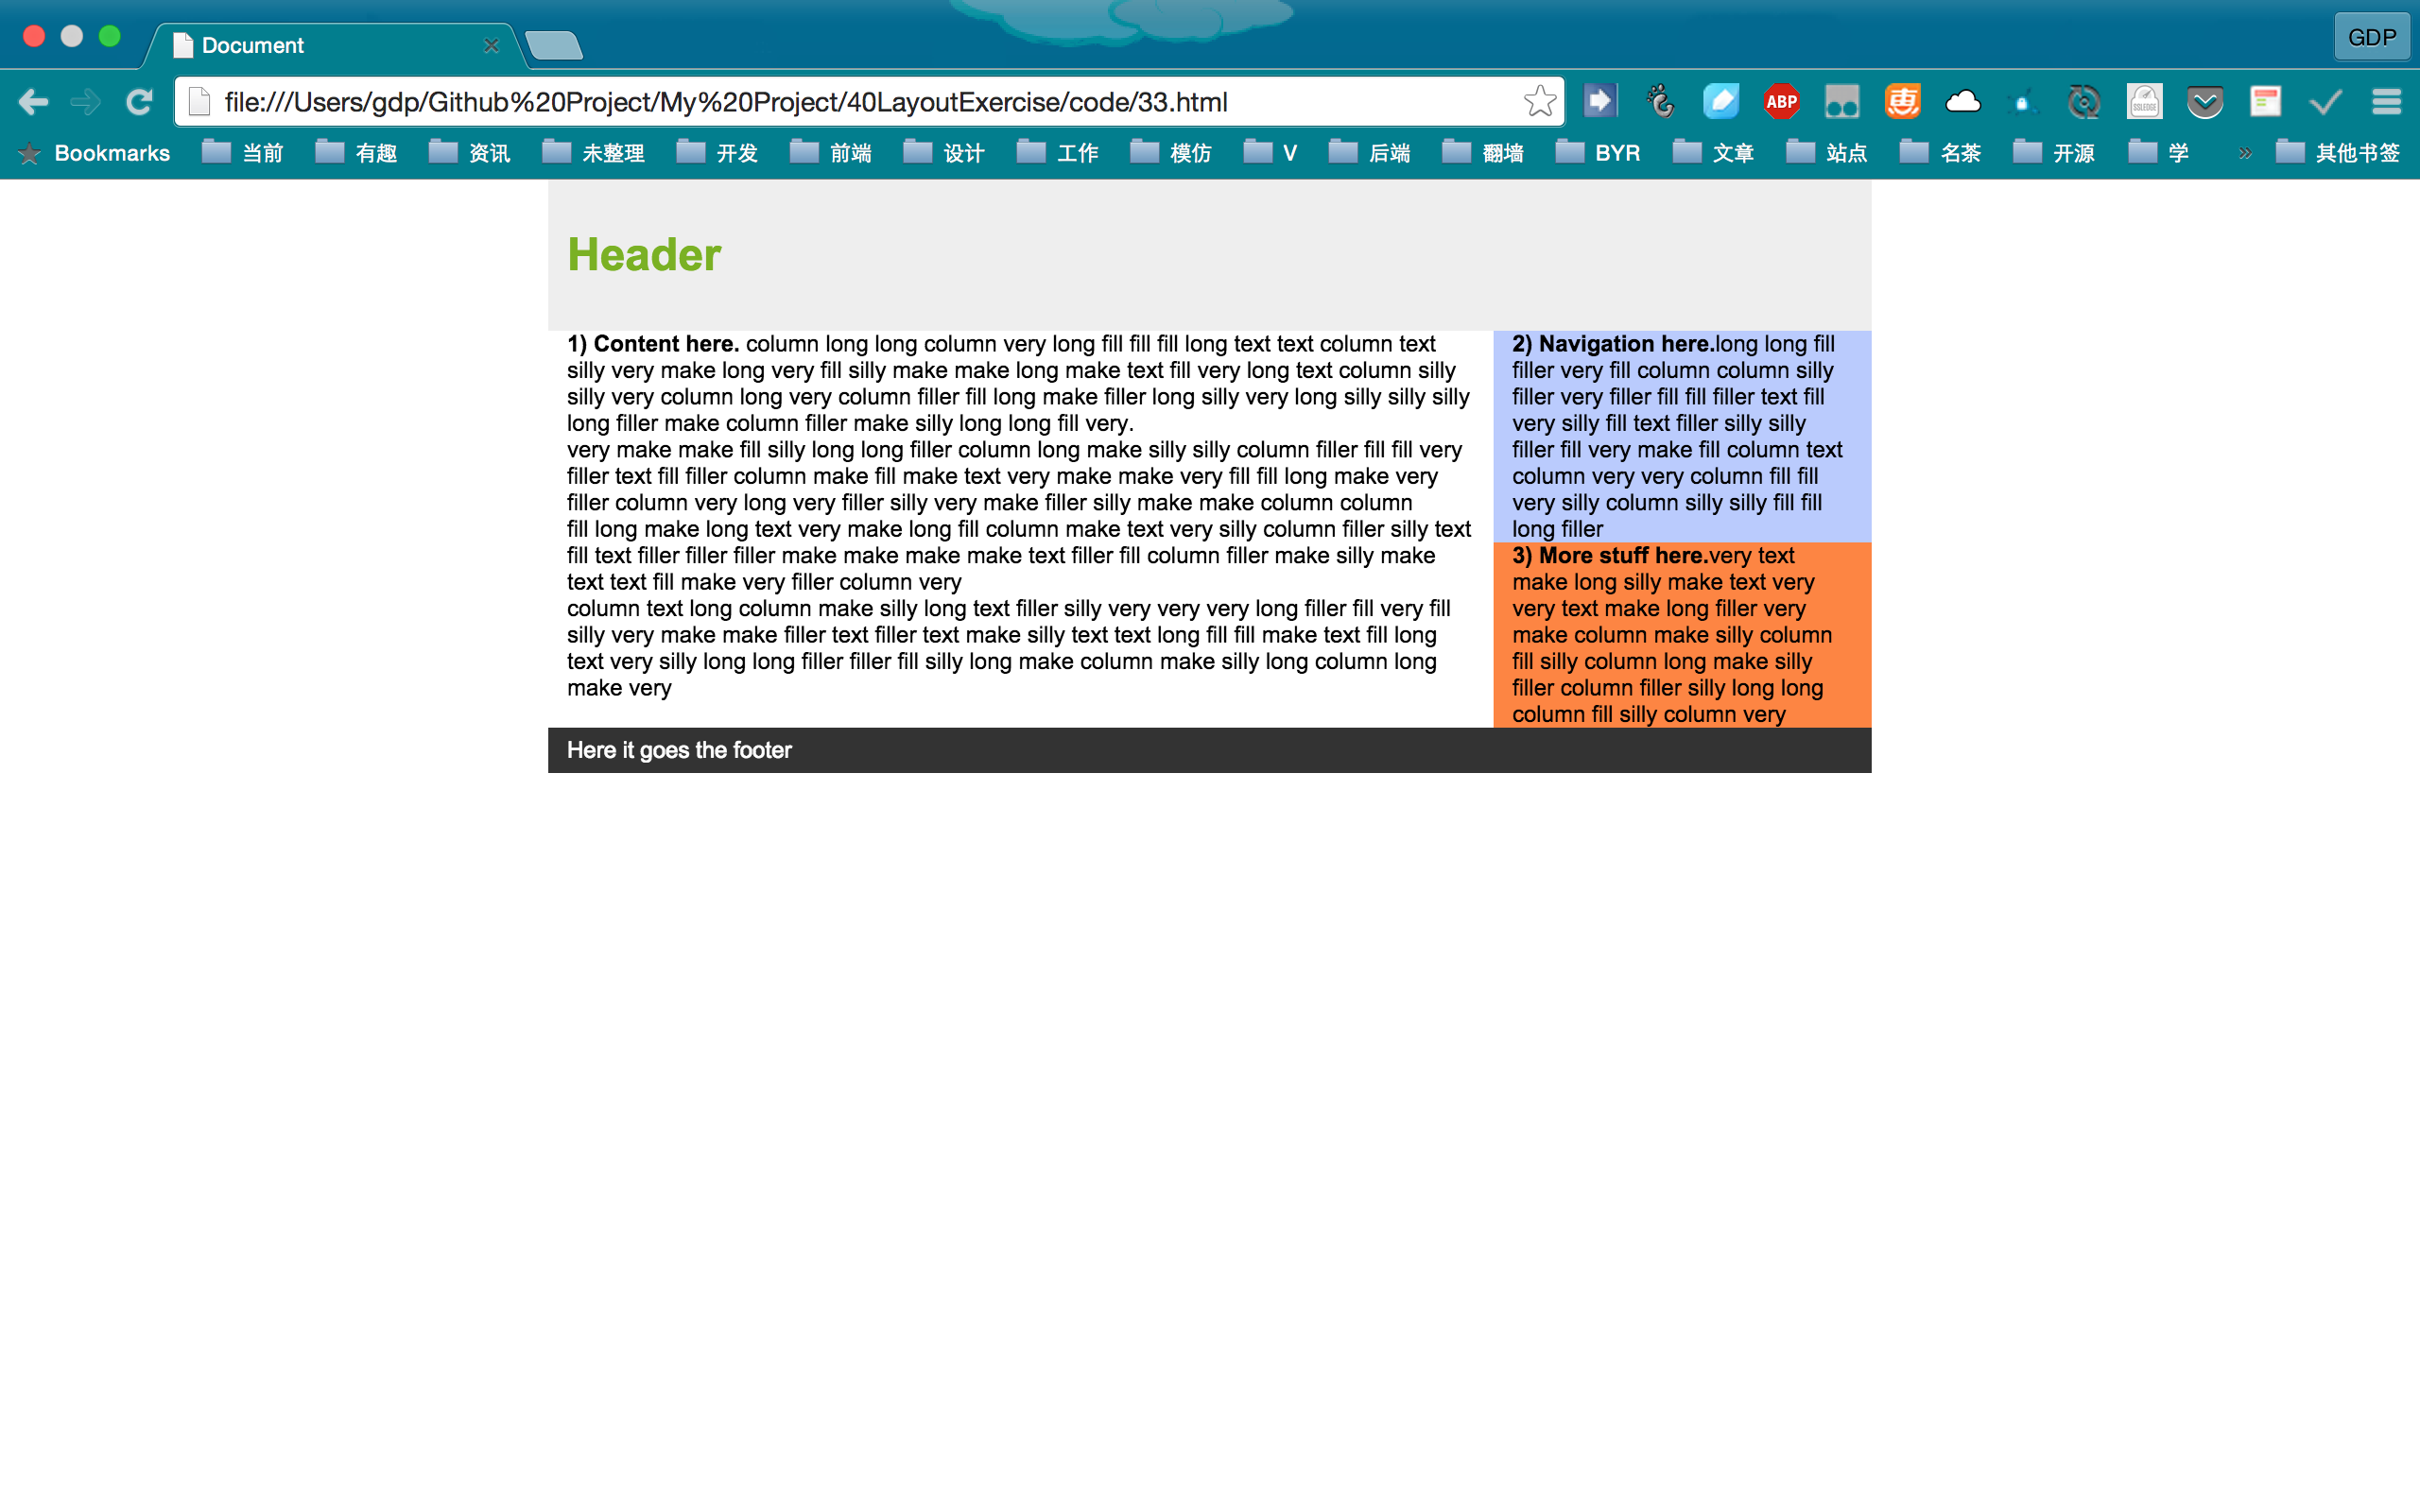 Document
GDP
file:///Users/gdp/Github%20Project/My%20Project/40LayoutExercise/code/33.html
ABP
惠
SSLEDGE
Bookmarks 当前 有趣 资讯 未整理 开发 前端 设计 工作 模仿 V 后端 翻墙 BYR 文章 站点 名茶 开源 学 » 其他书签
Header
1) Content here. column long long column very long fill fill fill long text text column text
silly very make long very fill silly make make long make text fill very long text column silly
silly very column long very column filler fill long make filler long silly very long silly silly silly
long filler make column filler make silly long long fill very.
very make make fill silly long long filler column long make silly silly column filler fill fill very
filler text fill filler column make fill make text very make make very fill fill long make very
filler column very long very filler silly very make filler silly make make column column
fill long make long text very make long fill column make text very silly column filler silly text
fill text filler filler filler make make make make text filler fill column filler make silly make
text text fill make very filler column very
column text long column make silly long text filler silly very very very long filler fill very fill
silly very make make filler text filler text make silly text text long fill fill make text fill long
text very silly long long filler filler fill silly long make column make silly long column long
make very
2) Navigation here.long long fill
filler very fill column column silly
filler very filler fill fill filler text fill
very silly fill text filler silly silly
filler fill very make fill column text
column very very column fill fill
very silly column silly silly fill fill
long filler
3) More stuff here.very text
make long silly make text very
very text make long filler very
make column make silly column
fill silly column long make silly
filler column filler silly long long
column fill silly column very
Here it goes the footer